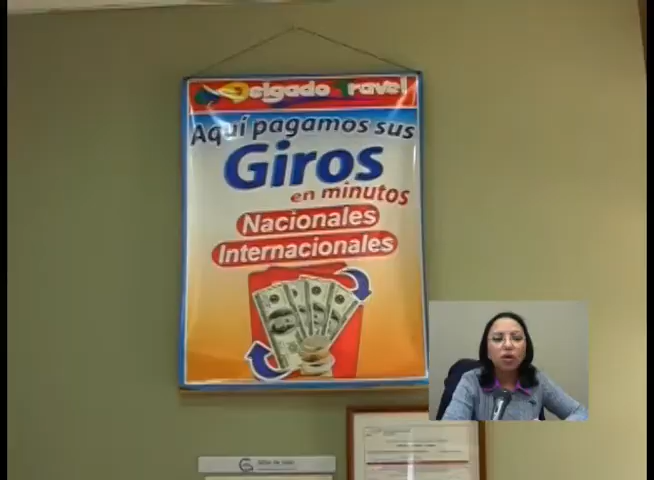 Delgado Travel
Aquí pagamos sus
Giros
en minutos
Nacionales
Internacionales